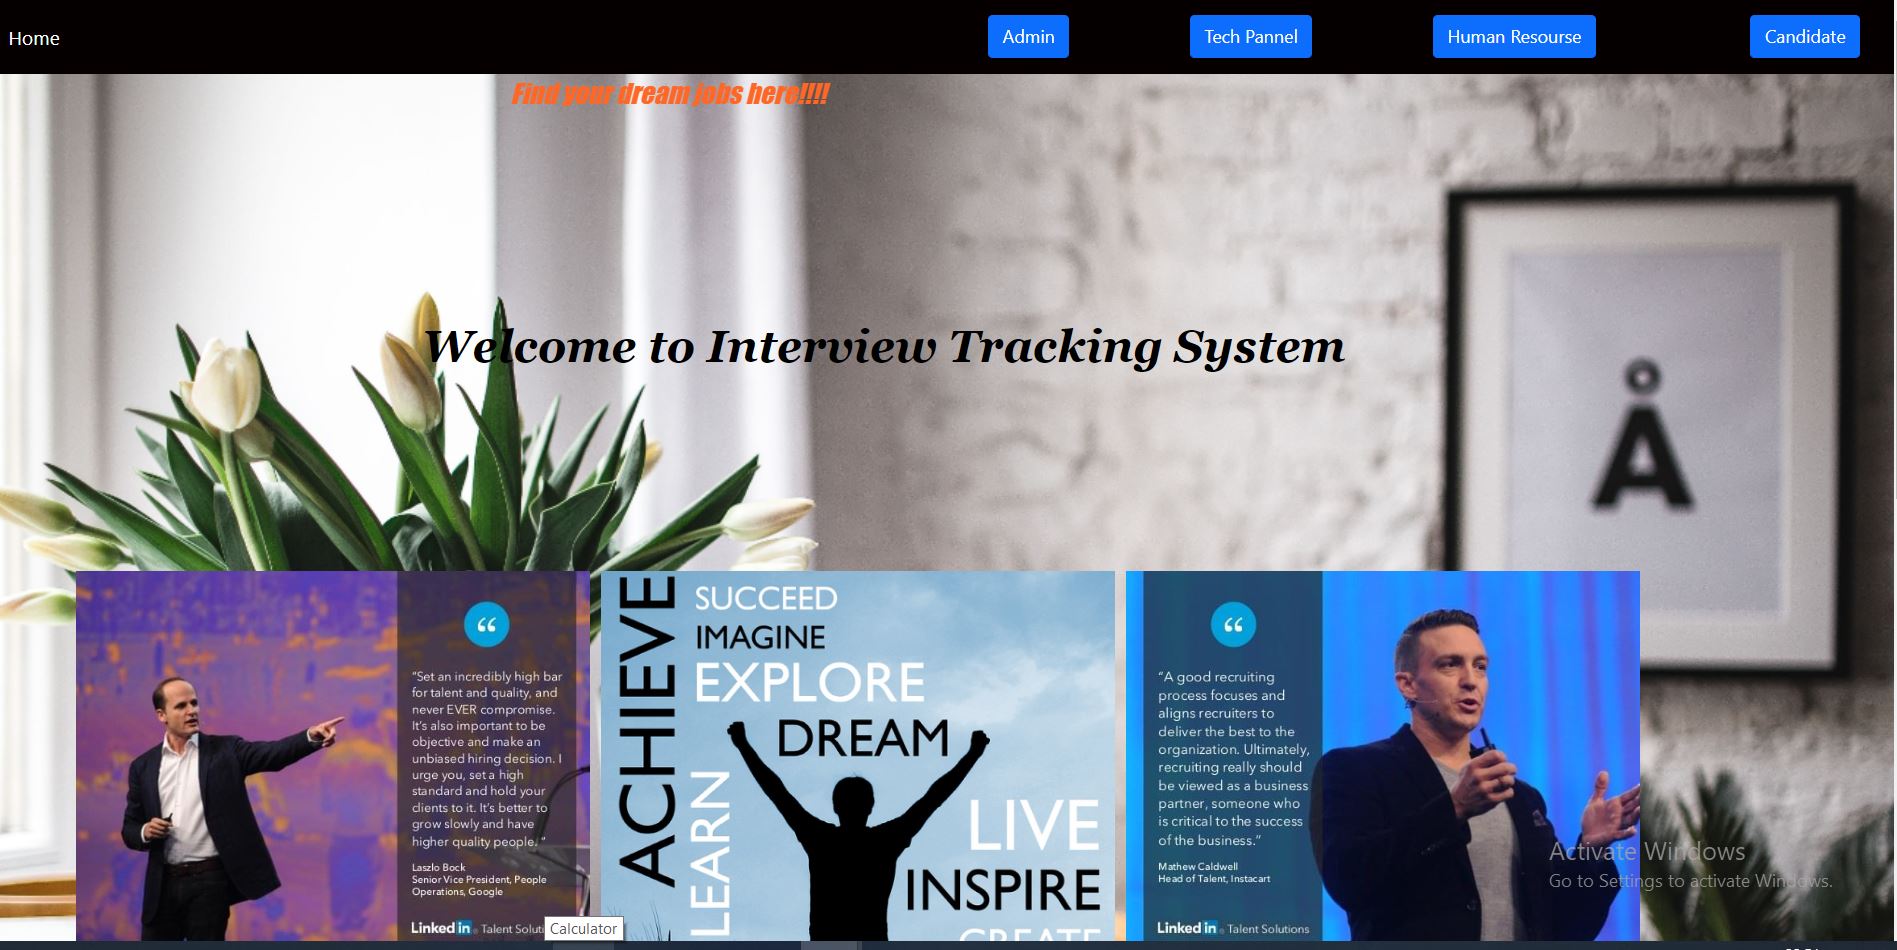 Home
Admin
Tech Pannel
Human Resourse
Candidate
Find your dream jobs here!!!!
Welcome to Interview Tracking System
Å
“
“Set an incredibly high bar
for talent and quality, and
never EVER compromise.
It’s also important to be
objective and make an
unbiased hiring decision. I
urge you, set a high
standard and hold your
clients to it. It’s better to
grow slowly and have
higher quality people. “
Laszlo Bock
Senior Vice President, People
Operations, Google
Linked in Talent Soluti
ACHIEVE
SUCCEED
IMAGINE
EXPLORE
DREAM
LEARN
LIVE
INSPIRE
CREATE
“
“A good recruiting
process focuses and
aligns recruiters to
deliver the best to the
organization. Ultimately,
recruiting really should
be viewed as a business
partner, someone who
is critical to the success
of the business.”
Mathew Caldwell
Head of Talent, Instacart
Linked in Talent Solutions
Activate Windows
Go to Settings to activate Windows.
Calculator